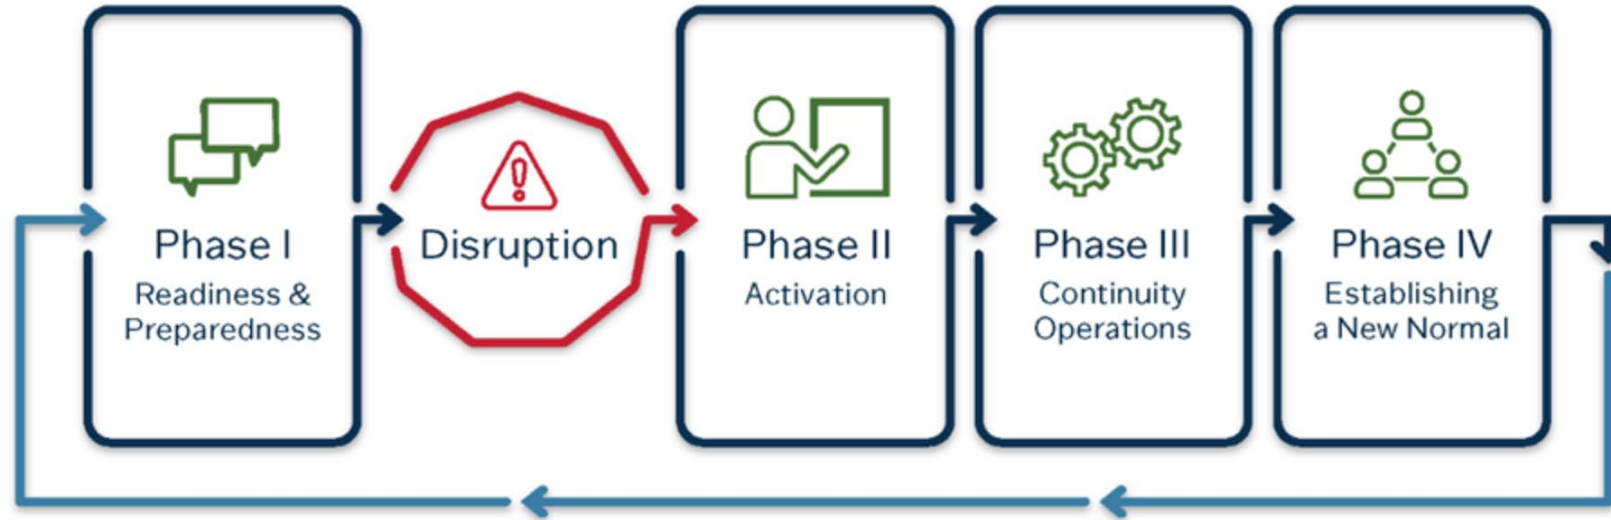 Phase I
Readiness &
Preparedness
Disruption
Phase II
Activation
Phase III
Continuity
Operations
Phase IV
Establishing
a New Normal